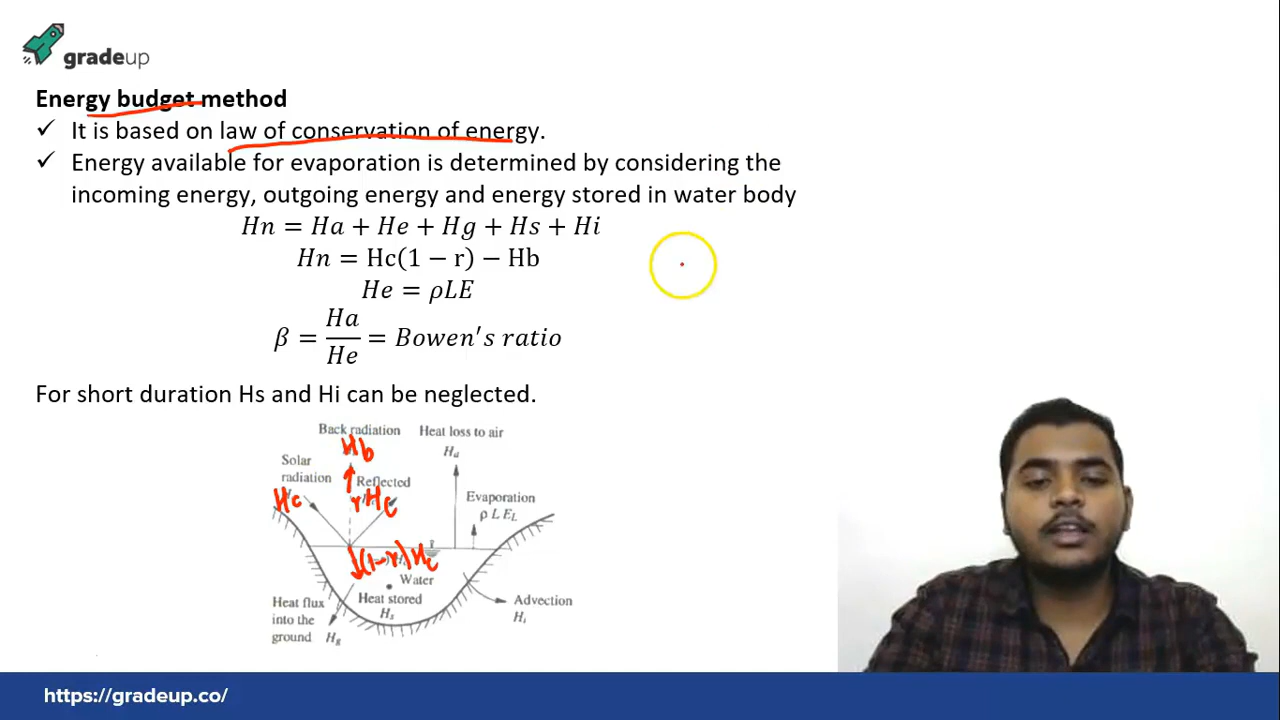 gradeup
Energy budget method
✓ It is based on law of conservation of energy.
✓ Energy available for evaporation is determined by considering the
incoming energy, outgoing energy and energy stored in water body
Hn = Ha + He + Hg + Hs + Hi
Hn = Hc(1 − r) − Hb
He = ρLE
β = Ha/He = Bowen's ratio
For short duration Hs and Hi can be neglected.
Back radiation
Hb
Heat loss to air
Ha
Solar
radiation
Hc
Reflected
rHc
Evaporation
ρ L E_L
(1-r)Hc
Water
Heat stored
Hs
Heat flux
into the
ground Hg
Advection
Hi
https://gradeup.co/